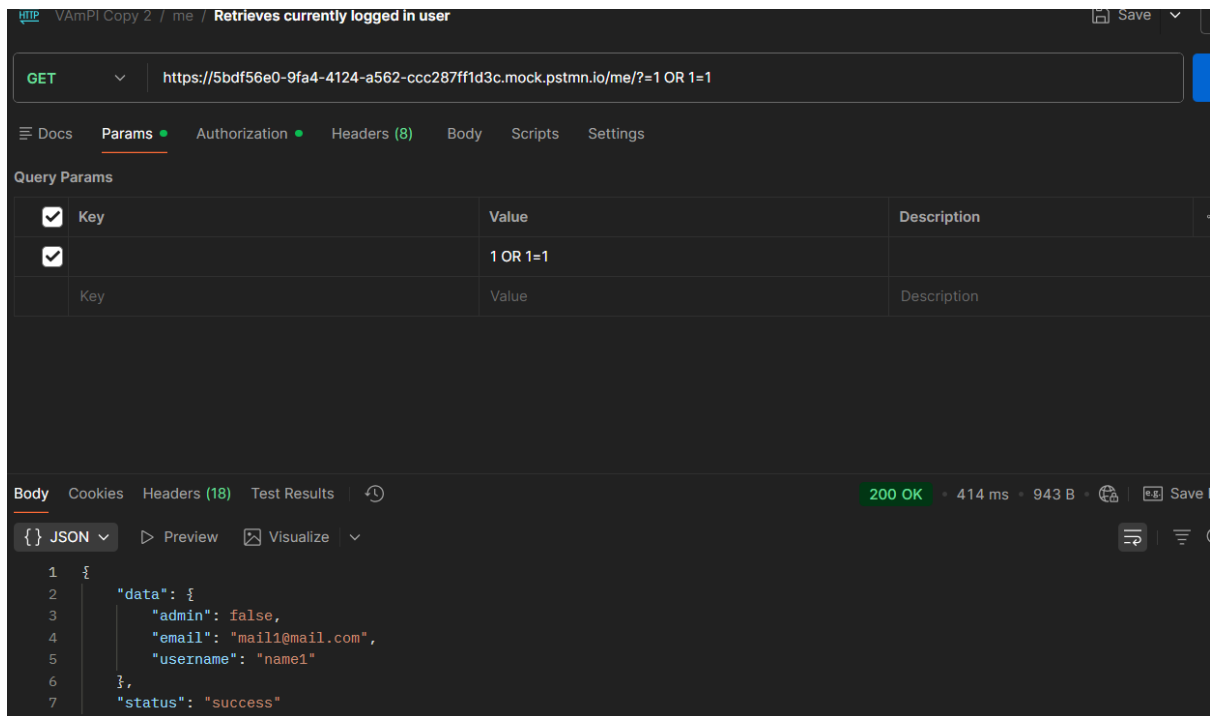 HTTP VAmPI Copy 2 / me / Retrieves currently logged in user Save
GET https://5bdf56e0-9fa4-4124-a562-ccc287ff1d3c.mock.pstmn.io/me/?=1 OR 1=1
Docs Params Authorization Headers (8) Body Scripts Settings
Query Params
Key Value Description
1 OR 1=1
Key Value Description
Body Cookies Headers (18) Test Results 200 OK • 414 ms • 943 B • e.g. Save
{} JSON Preview Visualize
1 {
2 "data": {
3 "admin": false,
4 "email": "mail1@mail.com",
5 "username": "name1"
6 },
7 "status": "success"